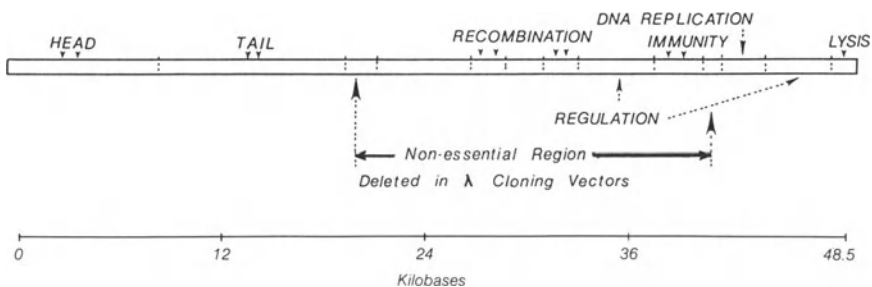 DNA REPLICATION
HEAD TAIL RECOMBINATION IMMUNITY LYSIS
REGULATION
Non-essential Region
Deleted in λ Cloning Vectors
0 12 24 36 48.5
Kilobases